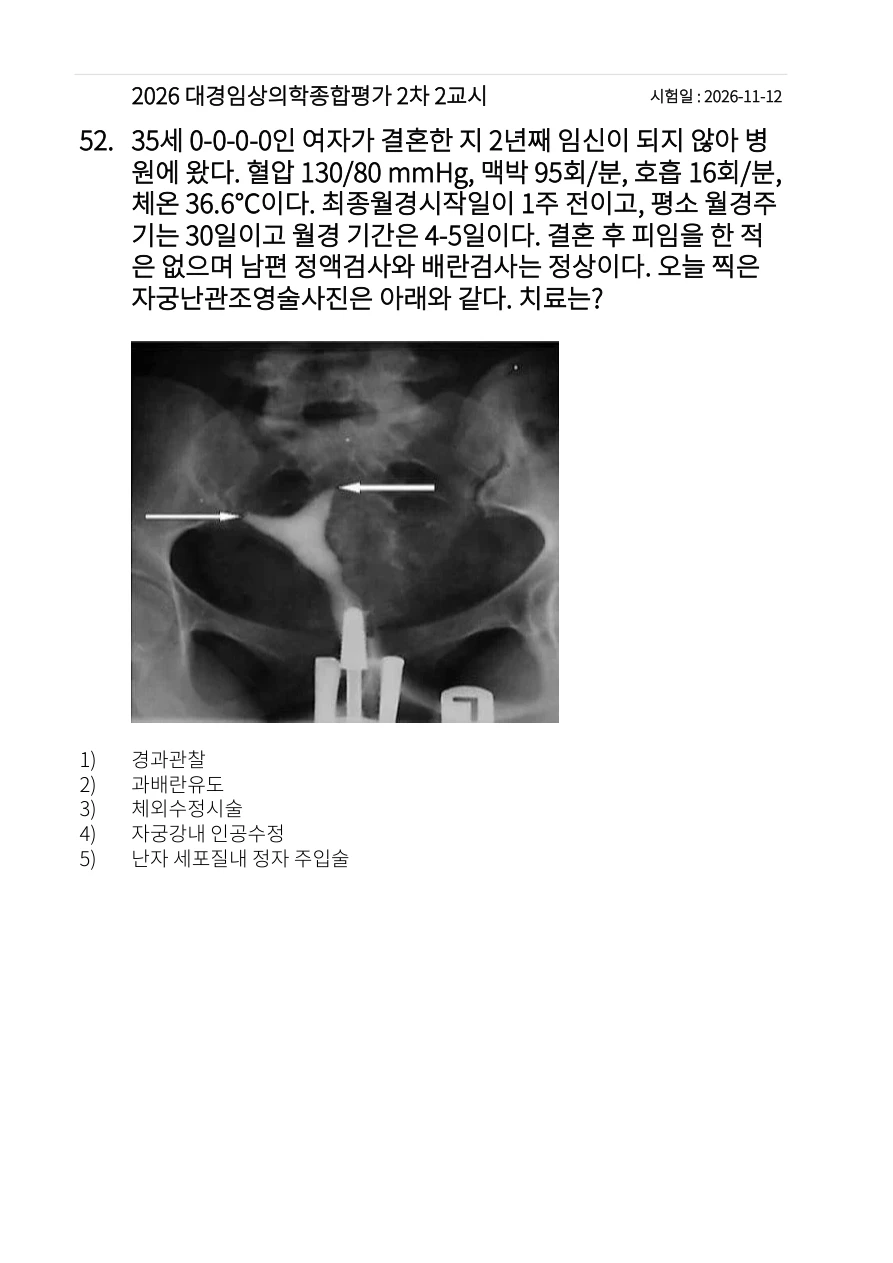 2026 대경임상의학종합평가 2차 2교시
시험일 : 2026-11-12
52. 35세 0-0-0-0인 여자가 결혼한 지 2년째 임신이 되지 않아 병
원에 왔다. 혈압 130/80 mmHg, 맥박 95회/분, 호흡 16회/분,
체온 36.6°C이다. 최종월경시작일이 1주 전이고, 평소 월경주
기는 30일이고 월경 기간은 4-5일이다. 결혼 후 피임을 한 적
은 없으며 남편 정액검사와 배란검사는 정상이다. 오늘 찍은
자궁난관조영술사진은 아래와 같다. 치료는?
1) 경과관찰
2) 과배란유도
3) 체외수정시술
4) 자궁강내 인공수정
5) 난자 세포질내 정자 주입술